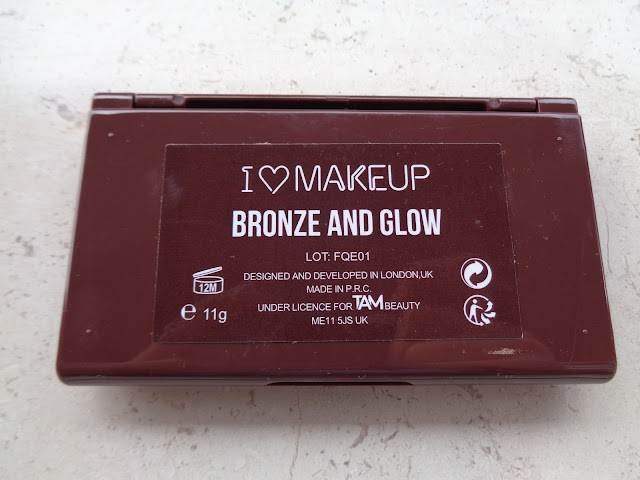 I ♡ MAKEUP
BRONZE AND GLOW
LOT: FQE01
DESIGNED AND DEVELOPED IN LONDON,UK
MADE IN P.R.C.
UNDER LICENCE FOR TAM BEAUTY
ME11 5JS UK
12M
e 11g